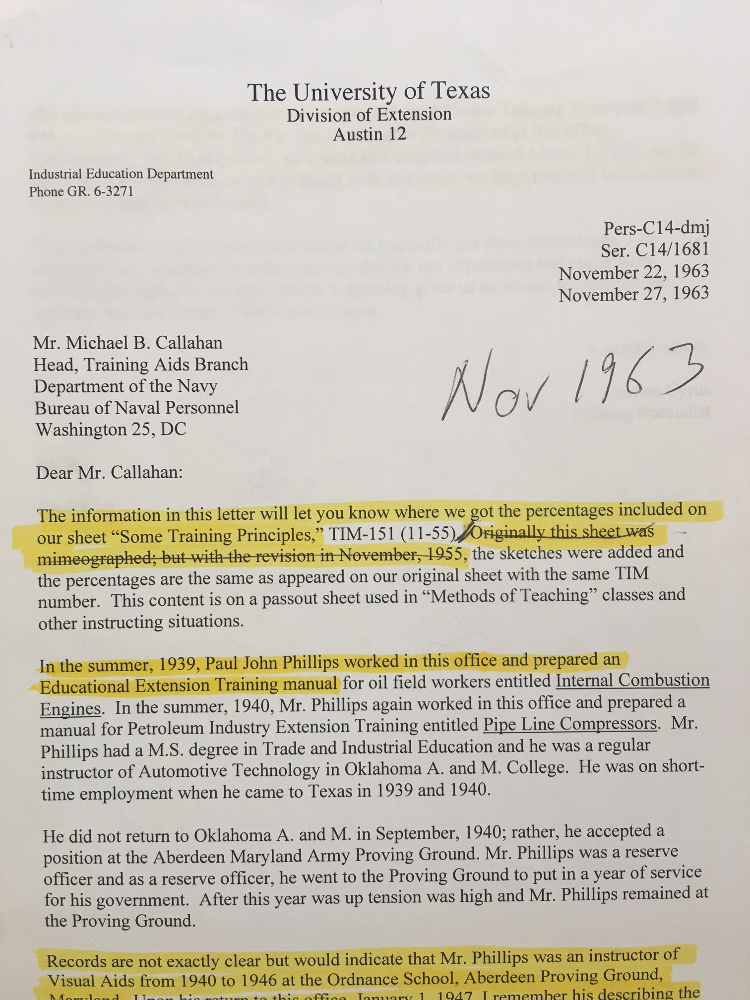 The University of Texas
Division of Extension
Austin 12
Industrial Education Department
Phone GR. 6-3271
Pers-C14-dmj
Ser. C14/1681
November 22, 1963
November 27, 1963
Mr. Michael B. Callahan
Head, Training Aids Branch
Department of the Navy
Bureau of Naval Personnel
Washington 25, DC
Nov 1963
Dear Mr. Callahan:
The information in this letter will let you know where we got the percentages included on
our sheet “Some Training Principles,” TIM-151 (11-55), Originally this sheet was
mimeographed; but with the revision in November, 1955, the sketches were added and
the percentages are the same as appeared on our original sheet with the same TIM
number. This content is on a passout sheet used in “Methods of Teaching” classes and
other instructing situations.
In the summer, 1939, Paul John Phillips worked in this office and prepared an
Educational Extension Training manual for oil field workers entitled Internal Combustion
Engines. In the summer, 1940, Mr. Phillips again worked in this office and prepared a
manual for Petroleum Industry Extension Training entitled Pipe Line Compressors. Mr.
Phillips had a M.S. degree in Trade and Industrial Education and he was a regular
instructor of Automotive Technology in Oklahoma A. and M. College. He was on short-
time employment when he came to Texas in 1939 and 1940.
He did not return to Oklahoma A. and M. in September, 1940; rather, he accepted a
position at the Aberdeen Maryland Army Proving Ground. Mr. Phillips was a reserve
officer and as a reserve officer, he went to the Proving Ground to put in a year of service
for his government. After this year was up tension was high and Mr. Phillips remained at
the Proving Ground.
Records are not exactly clear but would indicate that Mr. Phillips was an instructor of
Visual Aids from 1940 to 1946 at the Ordnance School, Aberdeen Proving Ground,
Maryland. Upon his return to this office, January 1, 1947, I remember his describing the